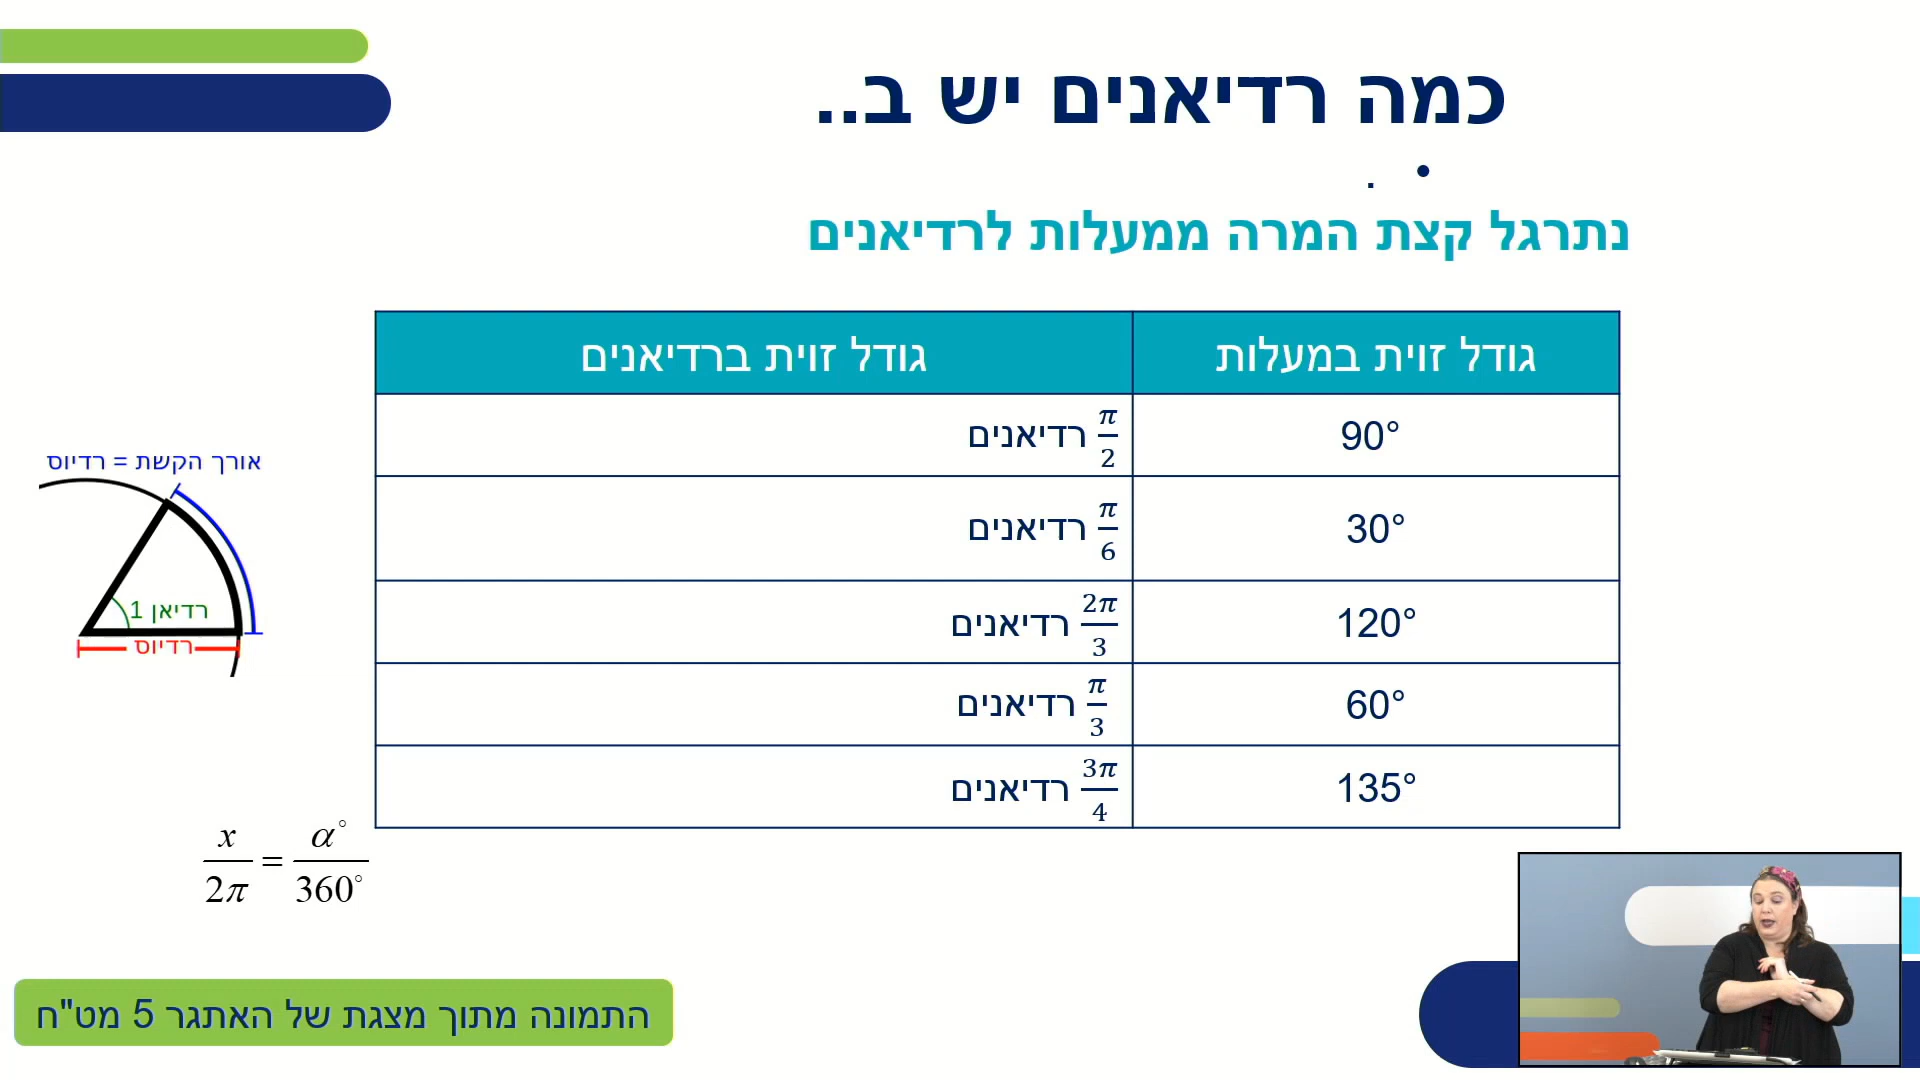 כמה רדיאנים יש ב..
• .
נתרגל קצת המרה ממעלות לרדיאנים
גודל זוית במעלות	גודל זוית ברדיאנים
90°	π/2 רדיאנים
30°	π/6 רדיאנים
120°	2π/3 רדיאנים
60°	π/3 רדיאנים
135°	3π/4 רדיאנים
אורך הקשת = רדיוס
1 רדיאן
רדיוס
x/2π = α°/360°
התמונה מתוך מצגת של האתגר 5 מט"ח